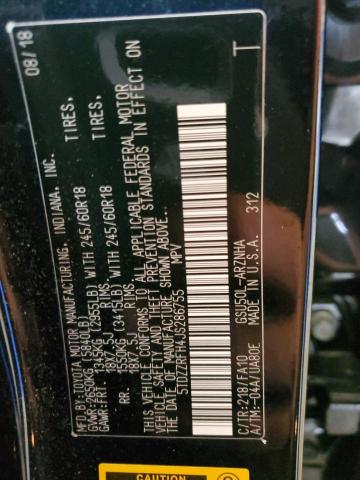 MFD BY: TOYOTA MOTOR MANUFACTURING, INDIANA, INC. 08/18
GVWR-2650KG (5840LB)
GAWR-FRT. 1345KG (2955LB) WITH 245/60R18 TIRES,
18X7.5J RIMS
RR. 1550KG (3415LB) WITH 245/60R18 TIRES,
18X7.5J RIMS
THIS VEHICLE CONFORMS TO ALL APPLICABLE FEDERAL MOTOR
VEHICLE SAFETY AND THEFT PREVENTION STANDARDS IN EFFECT ON
THE DATE OF MANUFACTURE SHOWN ABOVE.
5TDZZRFH4JS286755 MPV
T
C/TR:218/FA10 GSU50L-ARZNHA
A/TM:-04A/UA80E MADE IN U.S.A. 312
CAUTION